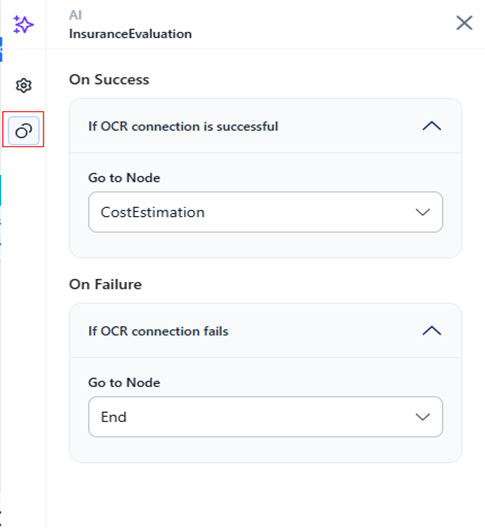 AI
InsuranceEvaluation
On Success
If OCR connection is successful
Go to Node
CostEstimation
On Failure
If OCR connection fails
Go to Node
End